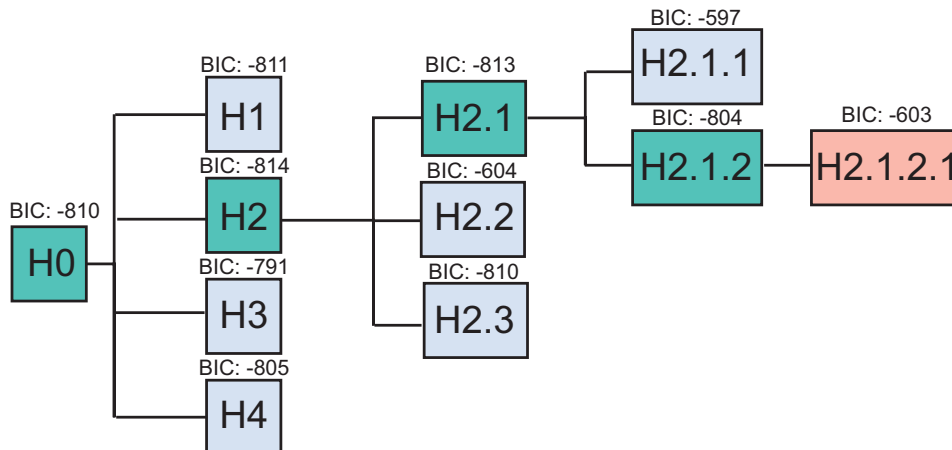 BIC: -810
H0
BIC: -811
H1
BIC: -814
H2
BIC: -791
H3
BIC: -805
H4
BIC: -813
H2.1
BIC: -604
H2.2
BIC: -810
H2.3
BIC: -597
H2.1.1
BIC: -804
H2.1.2
BIC: -603
H2.1.2.1